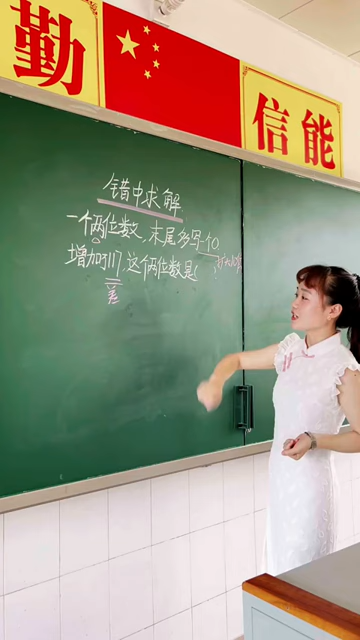 勤
信 能
错中求解
一个两位数,末尾多写一个0,
增加了117.这个两位数是( )
差